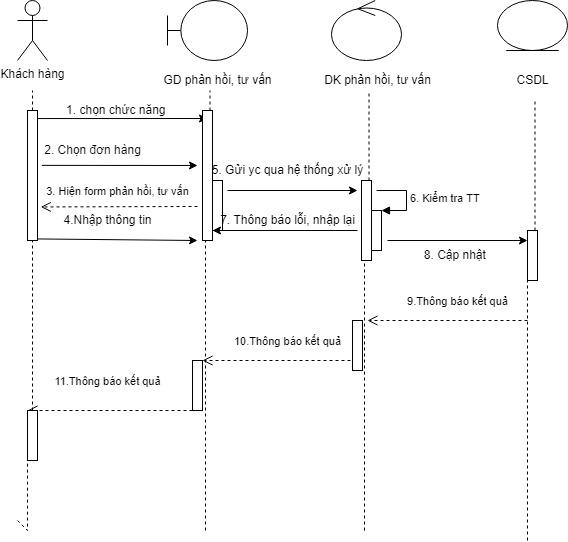 Khách hàng
GD phản hồi, tư vấn
DK phản hồi, tư vấn
CSDL
1. chọn chức năng
2. Chọn đơn hàng
5. Gửi yc qua hệ thống xử lý
3. Hiện form phản hồi, tư vấn
6. Kiểm tra TT
4.Nhập thông tin
7. Thông báo lỗi, nhập lại
8. Cập nhật
9.Thông báo kết quả
10.Thông báo kết quả
11.Thông báo kết quả